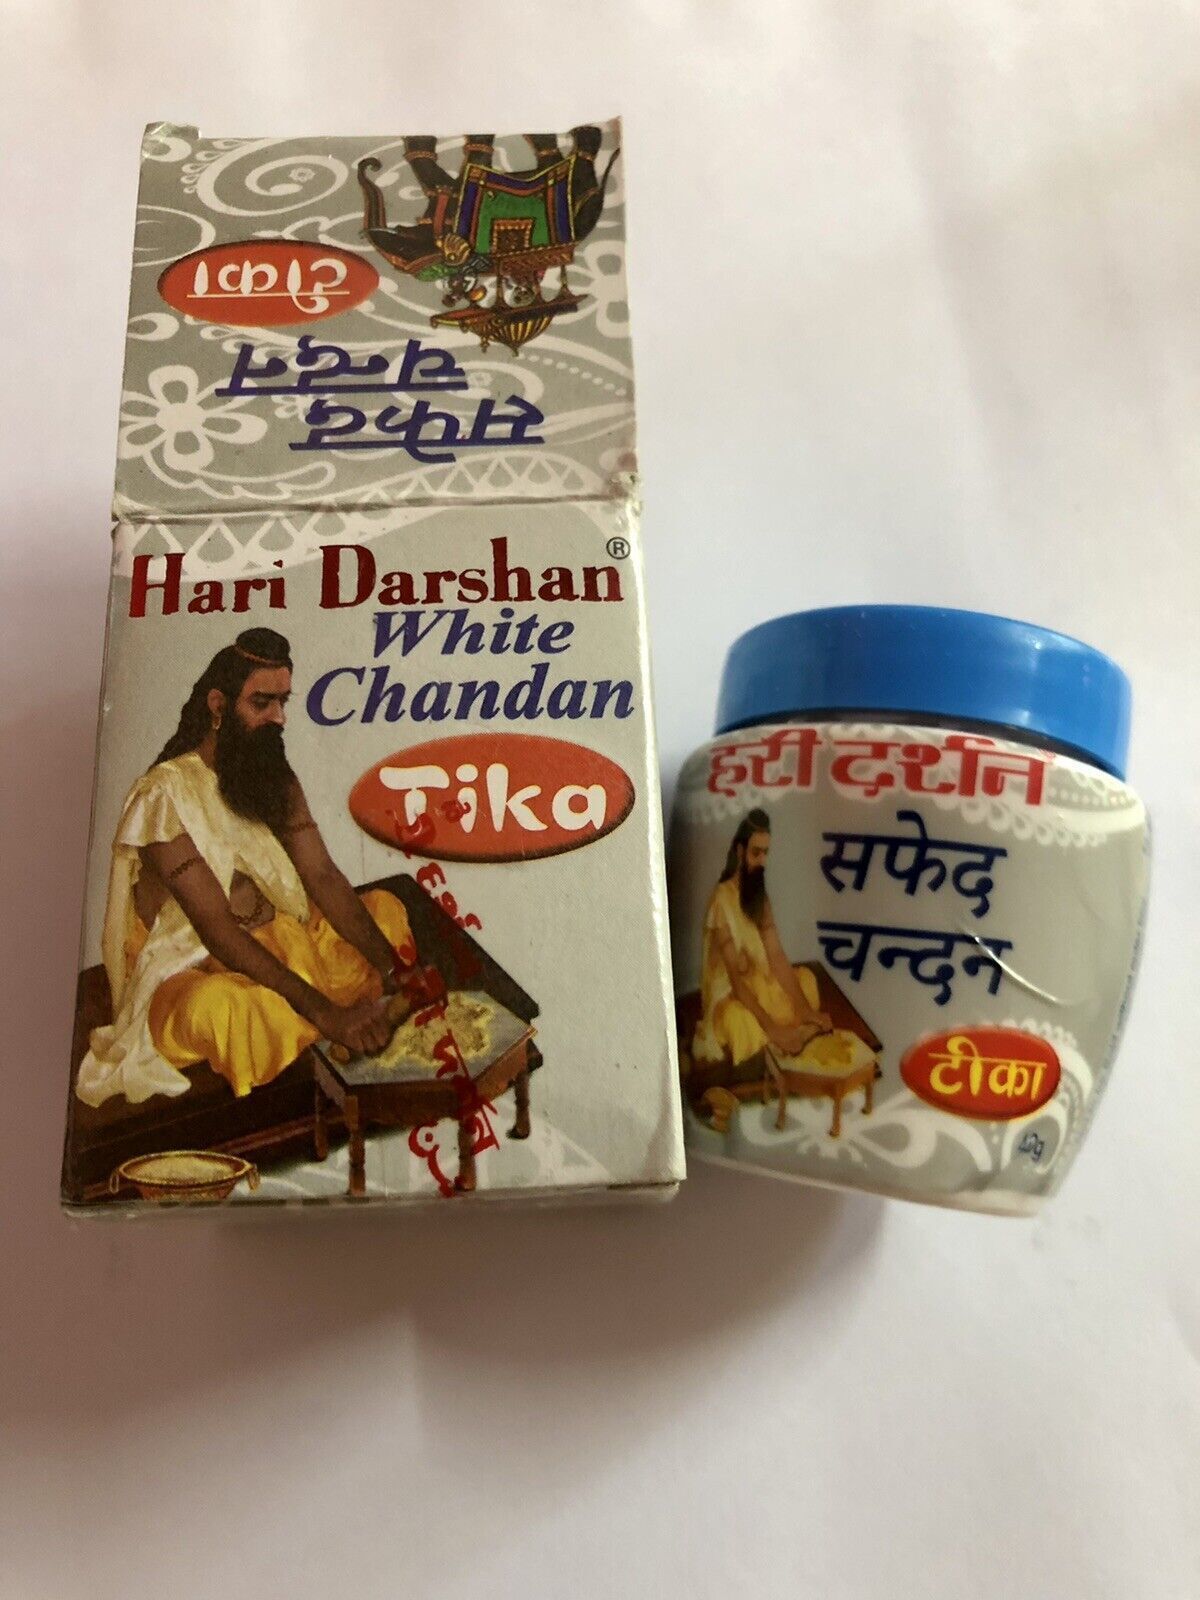 टीका
सफेद
चन्दन
Hari Darshan®
White
Chandan
Tika
हरी दर्शन
सफेद
चन्दन
टीका